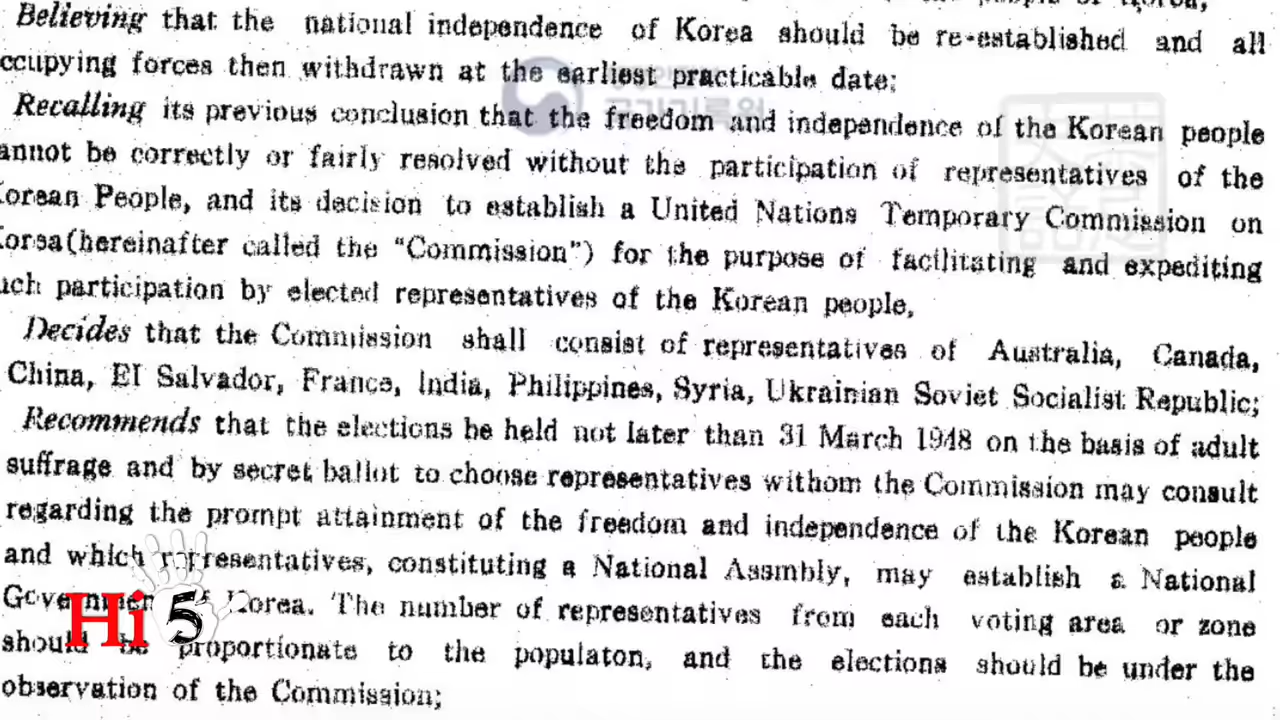 Believing that the national independence of Korea should be re-established and all
ccupying forces then withdrawn at the earliest practicable date;
Recalling its previous conclusion that the freedom and independence of the Korean people
annot be correctly or fairly resolved without the participation of representatives of the
orean People, and its decision to establish a United Nations Temporary Commission on
orea(hereinafter called the "Commission") for the purpose of facilitating and expediting
uch participation by elected representatives of the Korean people,
Decides that the Commission shall consist of representatives of Australia, Canada,
China, El Salvador, France, India, Philippines, Syria, Ukrainian Soviet Socialist Republic;
Recommends that the elections be held not later than 31 March 1948 on the basis of adult
suffrage and by secret ballot to choose representatives withom the Commission may consult
regarding the prompt attainment of the freedom and independence of the Korean people
and which representatives, constituting a National Assmbly, may establish a National
Government of Korea. The number of representatives from each voting area or zone
should be proportionate to the populaton, and the elections should be under the
observation of the Commission;
Hi 5
국가기록원